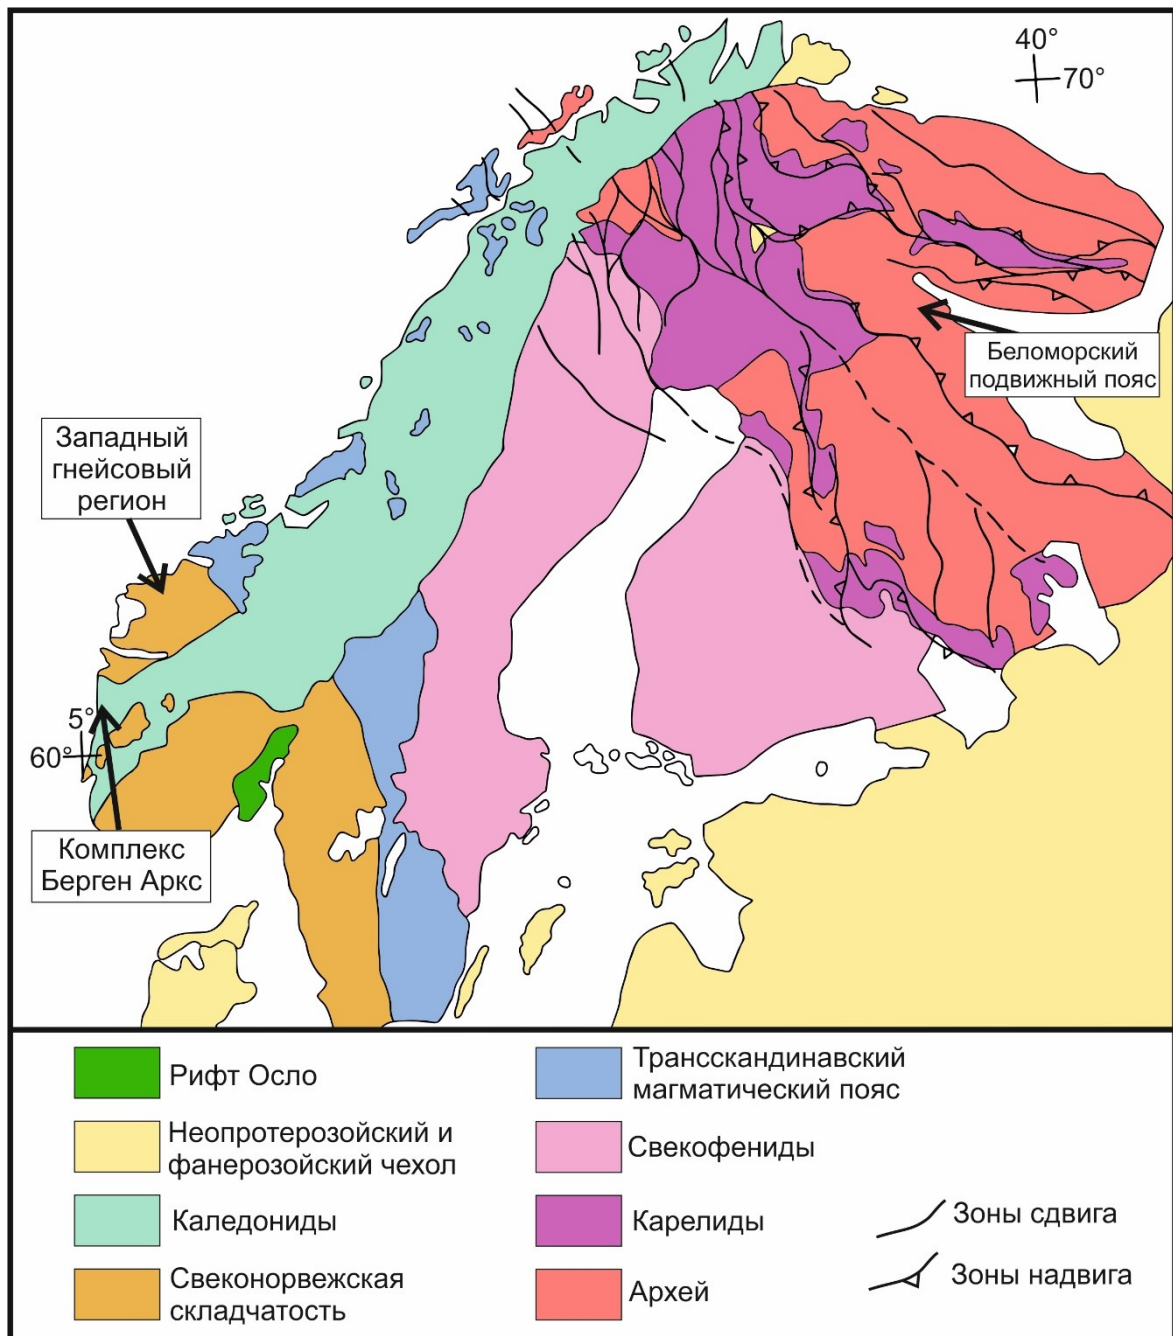 40°
70°
Беломорский
подвижный пояс
Западный
гнейсовый
регион
5°
60°
Комплекс
Берген Аркс
Рифт Осло
Неопротерозойский и
фанерозойский чехол
Каледониды
Свеконорвежская
складчатость
Трансскандинавский
магматический пояс
Свекофениды
Карелиды
Архей
Зоны сдвига
Зоны надвига